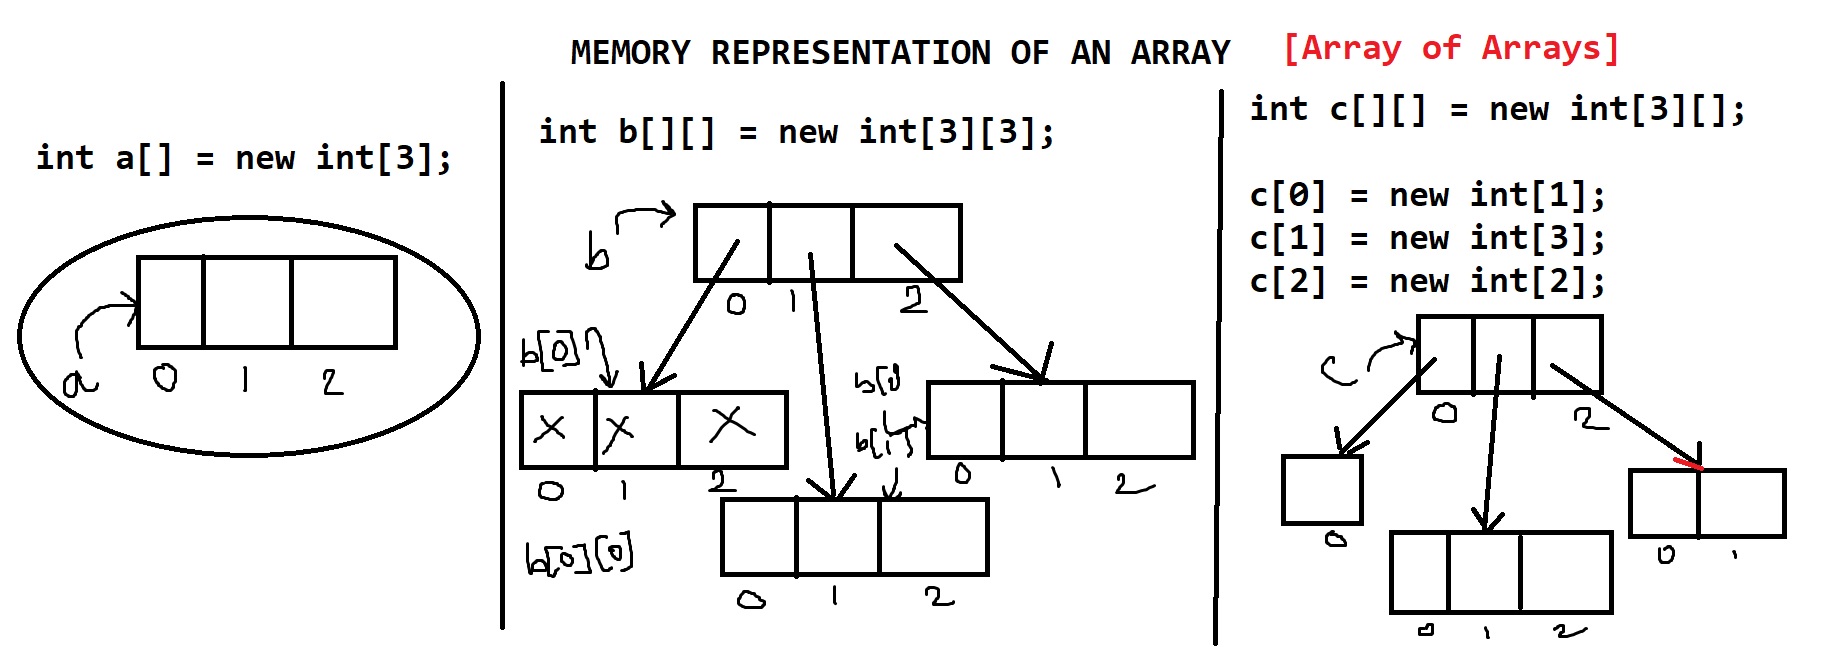 MEMORY REPRESENTATION OF AN ARRAY [Array of Arrays]
int a[] = new int[3];
a
0 1 2
int b[][] = new int[3][3];
b
0 1 2
b[0]
x x x
0 1 2
b[0][0]
b[1]
0 1 2
0 1 2
int c[][] = new int[3][];
c[0] = new int[1];
c[1] = new int[3];
c[2] = new int[2];
c
0 2
0
0 1 2
0 1